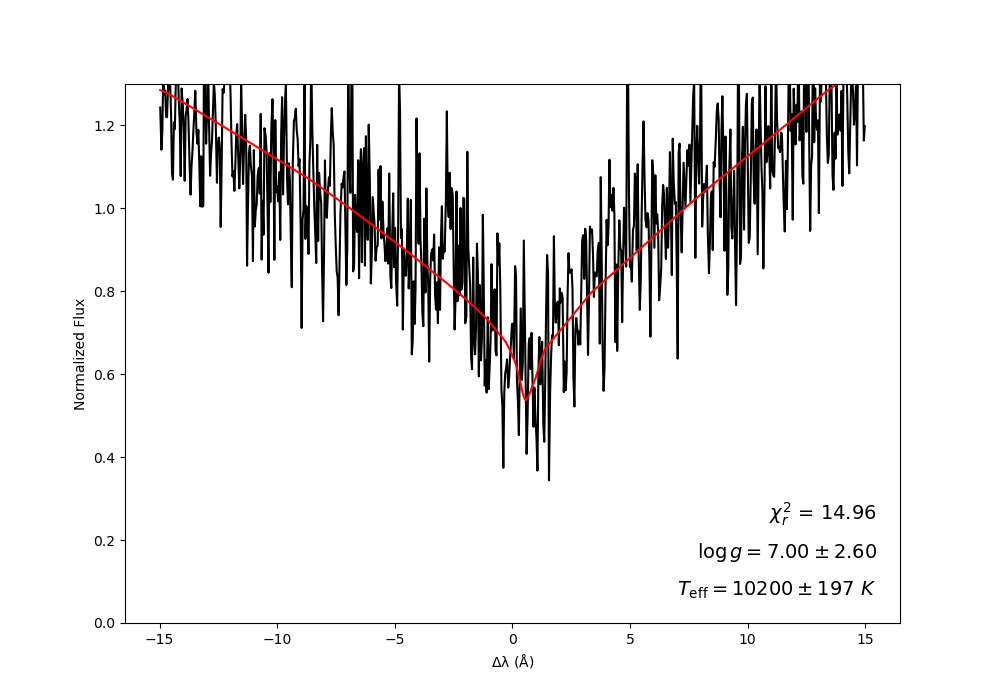 1.2
1.0
0.8
0.6
0.4
0.2
0.0
Normalized Flux
χ²ᵣ = 14.96
log g = 7.00 ± 2.60
T_eff = 10200 ± 197 K
−15 −10 −5 0 5 10 15
Δλ (Å)